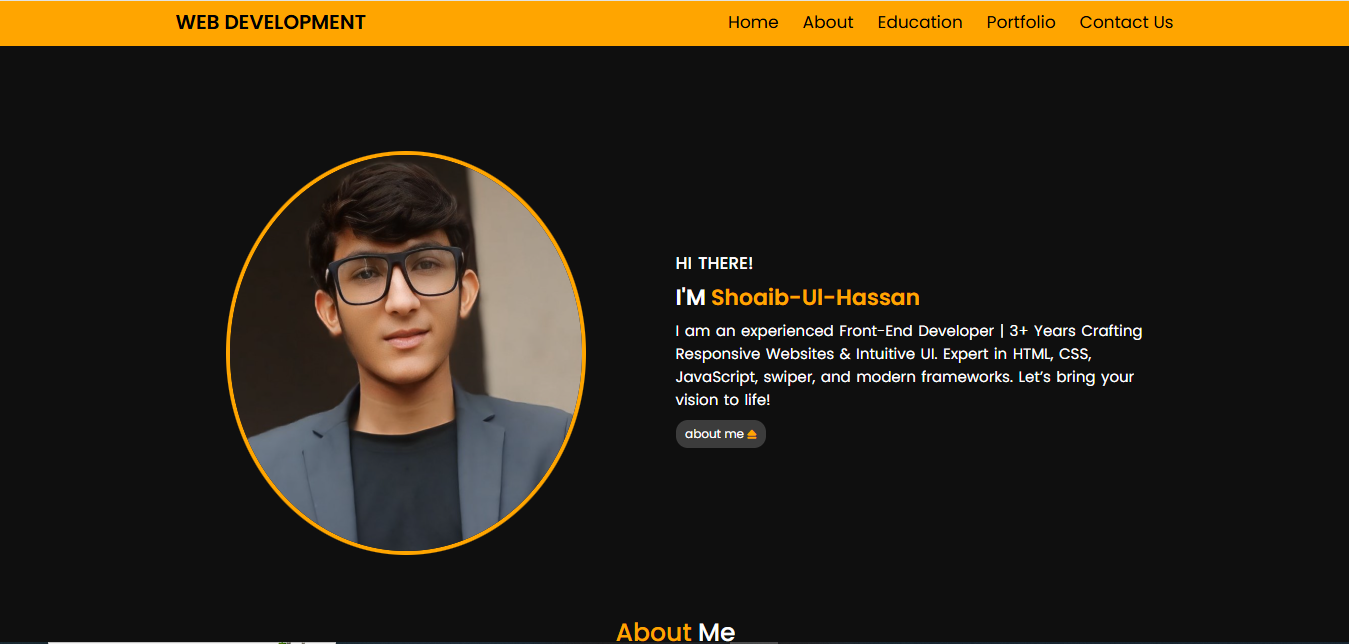 WEB DEVELOPMENT
Home About Education Portfolio Contact Us
HI THERE!
I'M Shoaib-Ul-Hassan
I am an experienced Front-End Developer | 3+ Years Crafting
Responsive Websites & Intuitive UI. Expert in HTML, CSS,
JavaScript, swiper, and modern frameworks. Let’s bring your
vision to life!
about me
About Me